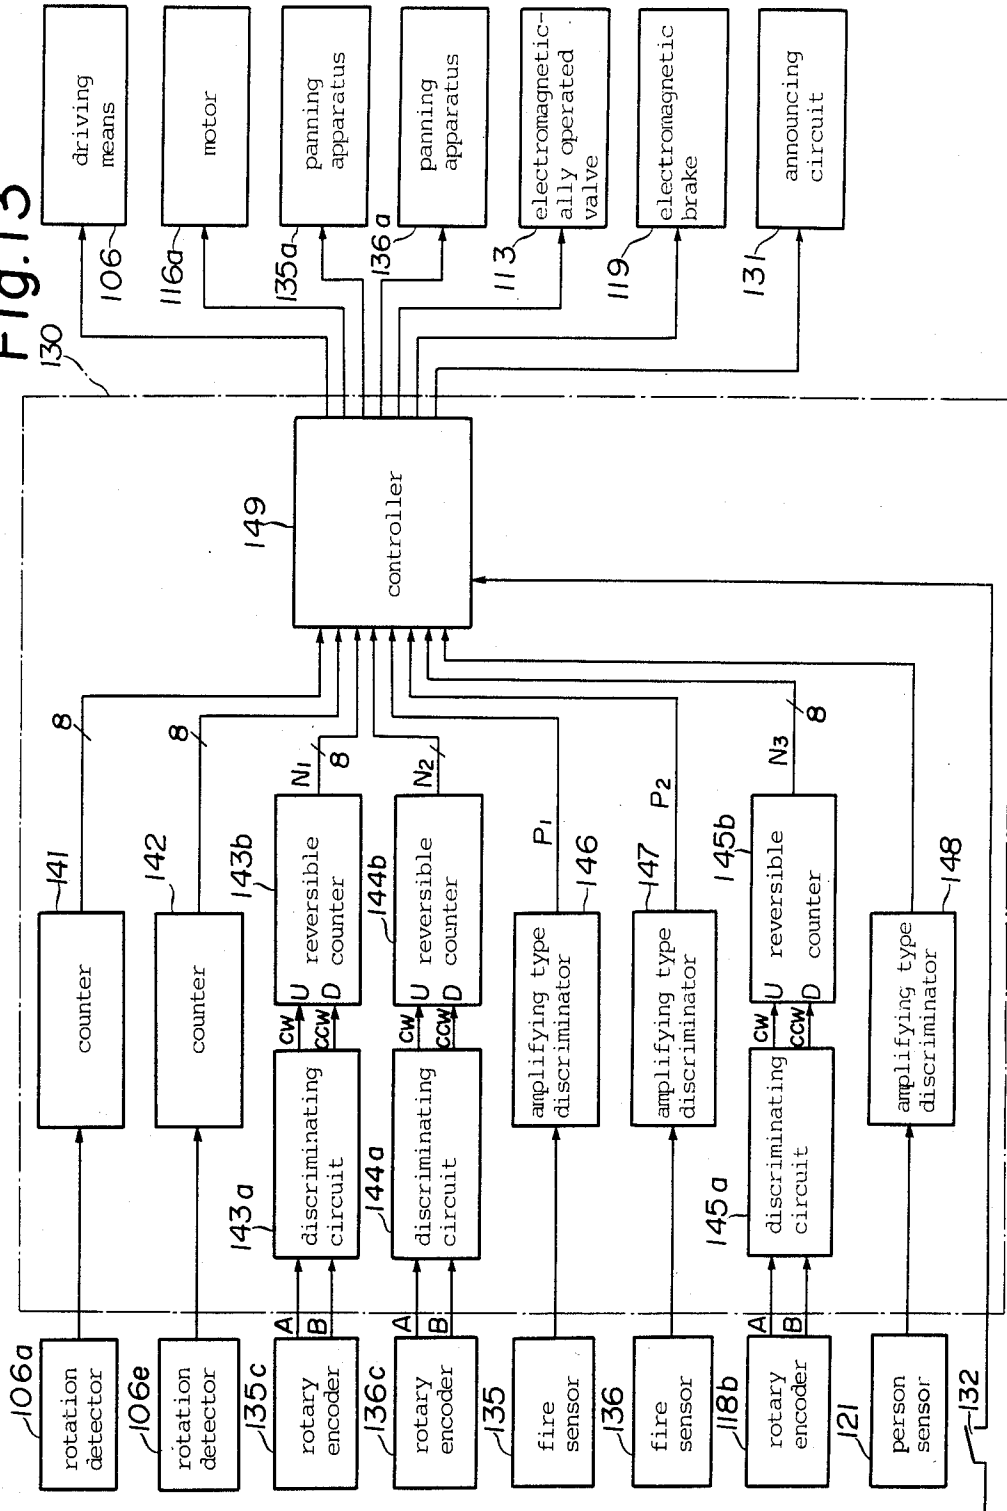 Fig.13
130
106
driving
means
116a
motor
135a
panning
apparatus
136a
panning
apparatus
113
electromagnetic-
ally operated
valve
119
electromagnetic
brake
131
announcing
circuit
149
controller
8
8
N1
8
N2
P1
P2
N3
8
141
counter
142
counter
143b
U
D
reversible
counter
144b
U
D
reversible
counter
146
amplifying type
discriminator
147
amplifying type
discriminator
145b
U
D
reversible
counter
148
amplifying type
discriminator
CW
CCW
CW
CCW
CW
CCW
143a
discriminating
circuit
144a
discriminating
circuit
145a
discriminating
circuit
A
B
A
B
A
B
106a
rotation
detector
106e
rotation
detector
135c
rotary
encoder
136c
rotary
encoder
135
fire
sensor
136
fire
sensor
118b
rotary
encoder
121
person
sensor
132